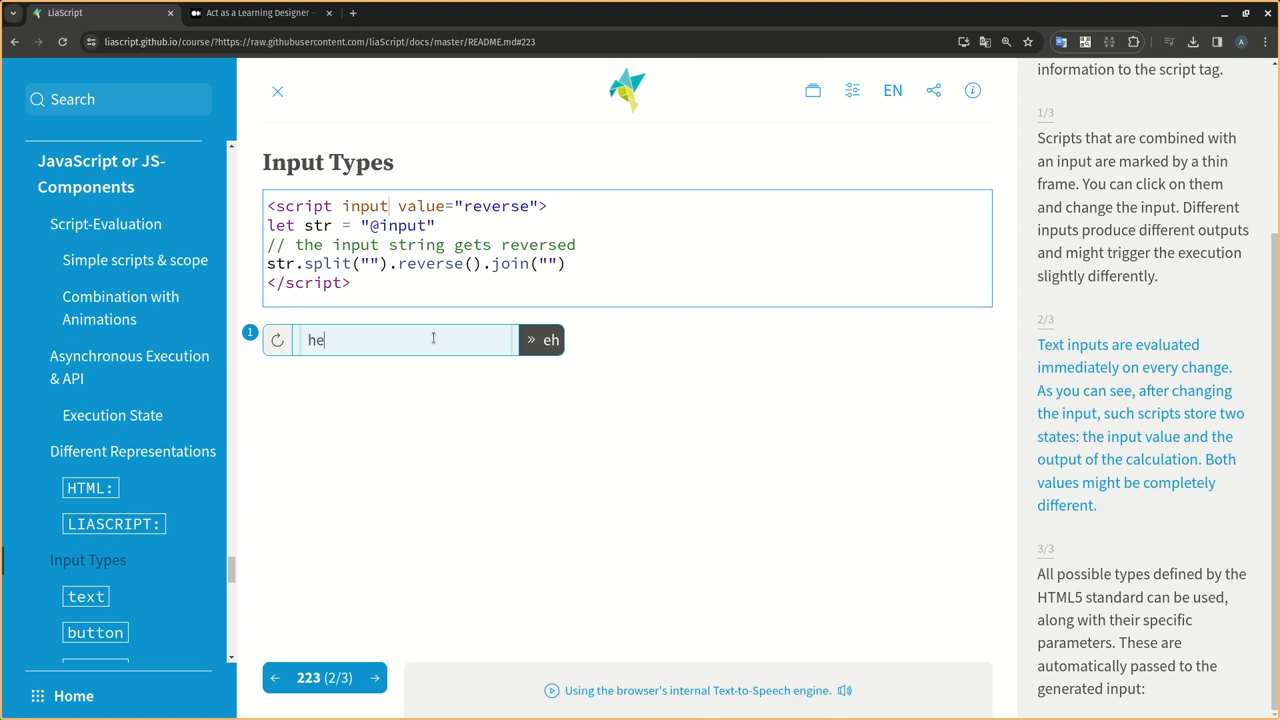 LiaScript
Act as a Learning Designer
liascript.github.io/course/?https://raw.githubusercontent.com/liaScript/docs/master/README.md#223
A
Search
JavaScript or JS-
Components
Script-Evaluation
Simple scripts & scope
Combination with
Animations
Asynchronous Execution
& API
Execution State
Different Representations
HTML:
LIASCRIPT:
Input Types
text
button
Home
EN
Input Types
<script input value="reverse">
let str = "@input"
// the input string gets reversed
str.split("").reverse().join("")
</script>
1
he
» eh
← 223 (2/3) →
Using the browser's internal Text-to-Speech engine.
information to the script tag.
1/3
Scripts that are combined with
an input are marked by a thin
frame. You can click on them
and change the input. Different
inputs produce different outputs
and might trigger the execution
slightly differently.
2/3
Text inputs are evaluated
immediately on every change.
As you can see, after changing
the input, such scripts store two
states: the input value and the
output of the calculation. Both
values might be completely
different.
3/3
All possible types defined by the
HTML5 standard can be used,
along with their specific
parameters. These are
automatically passed to the
generated input: